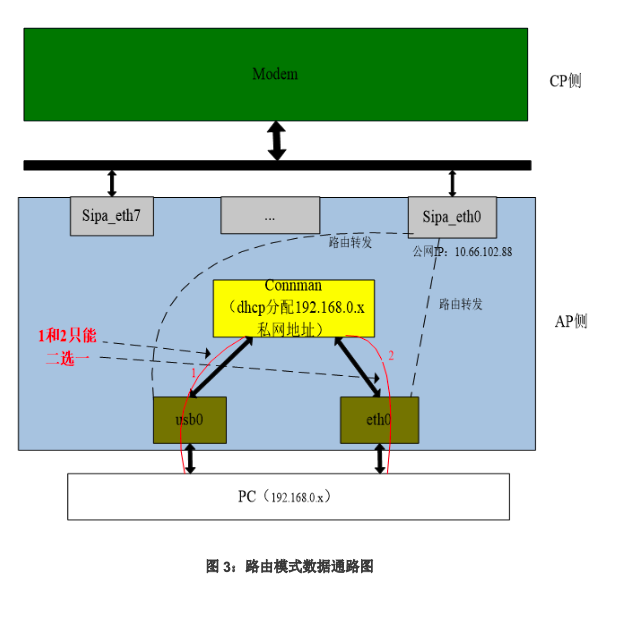 Modem
CP侧
Sipa_eth7
...
Sipa_eth0
路由转发
公网IP：10.66.102.88
Connman
（dhcp分配192.168.0.x
私网地址）
路由转发
AP侧
1和2只能
二选一
1
2
usb0
eth0
PC（192.168.0.x）
图 3：路由模式数据通路图